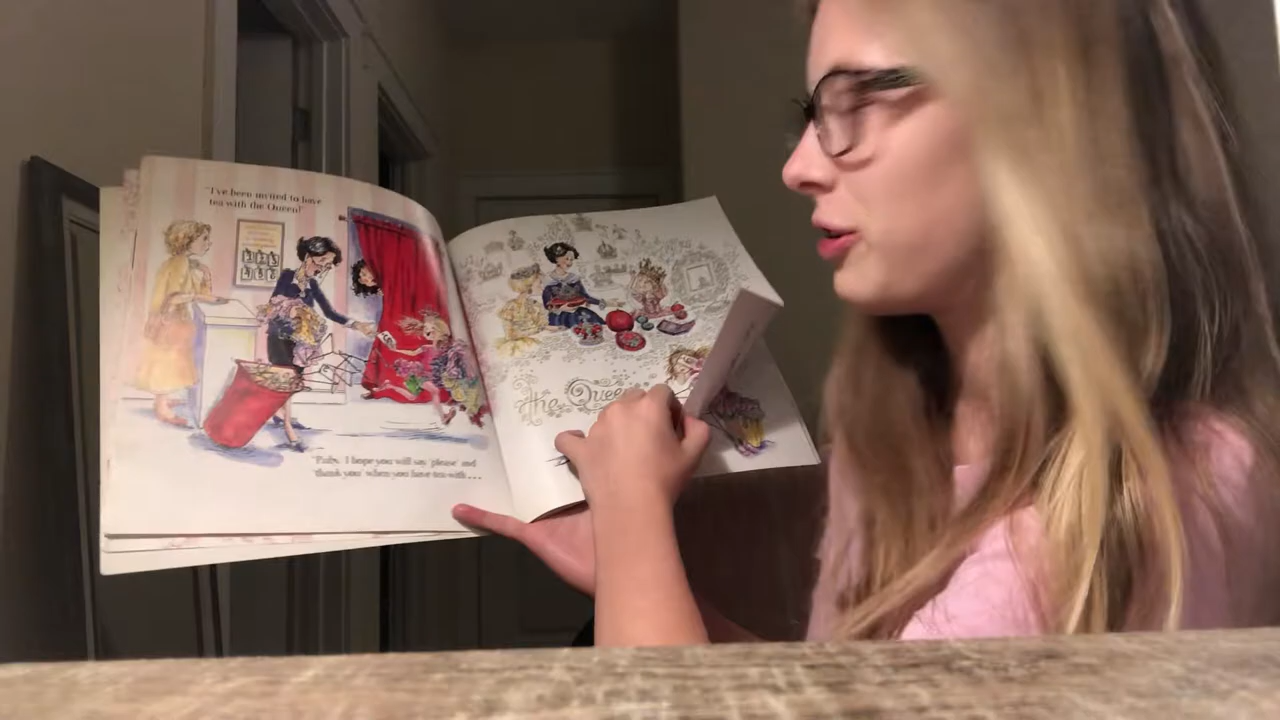 "I've been invited to have
tea with the Queen!"
"Ruby, I hope you will say 'please' and
'thank you' when you have tea with . . .
The Queen